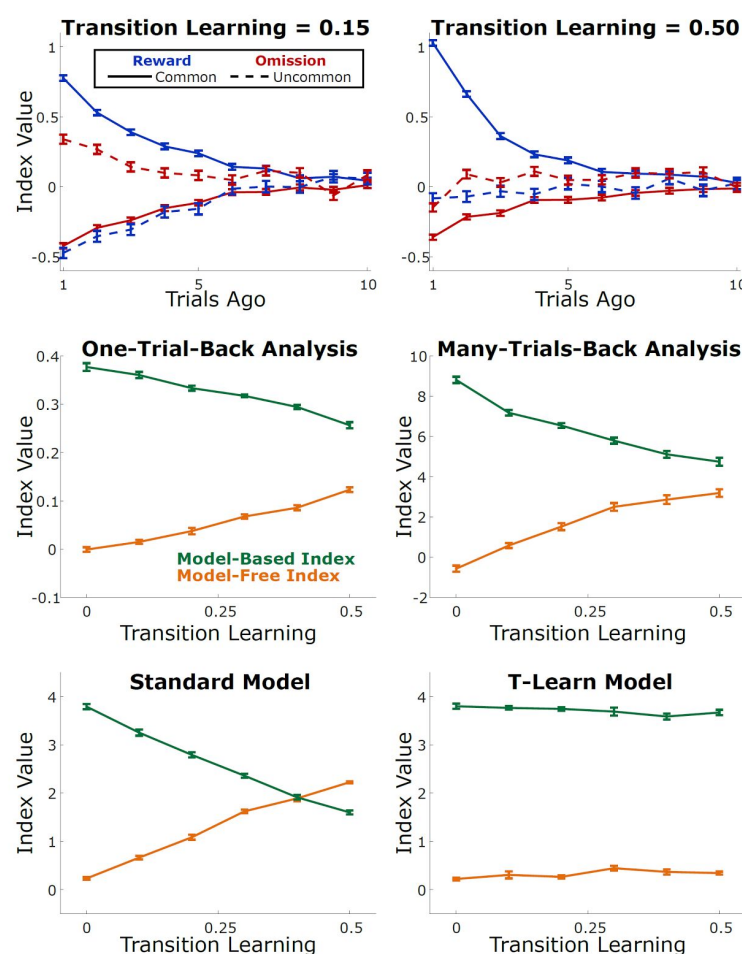 Transition Learning = 0.15
Transition Learning = 0.50
Reward Omission
Common
Uncommon
Index Value
1
0.5
0
-0.5
1 5 10
Trials Ago
1
0.5
0
-0.5
1 5 10
Trials Ago
One-Trial-Back Analysis
Many-Trials-Back Analysis
Index Value
0.4
0.3
0.2
0.1
0
-0.1
Model-Based Index
Model-Free Index
0 0.25 0.5
Transition Learning
Index Value
10
8
6
4
2
0
-2
0 0.25 0.5
Transition Learning
Standard Model
T-Learn Model
Index Value
4
3
2
1
0
0 0.25 0.5
Transition Learning
Index Value
4
3
2
1
0
0 0.25 0.5
Transition Learning